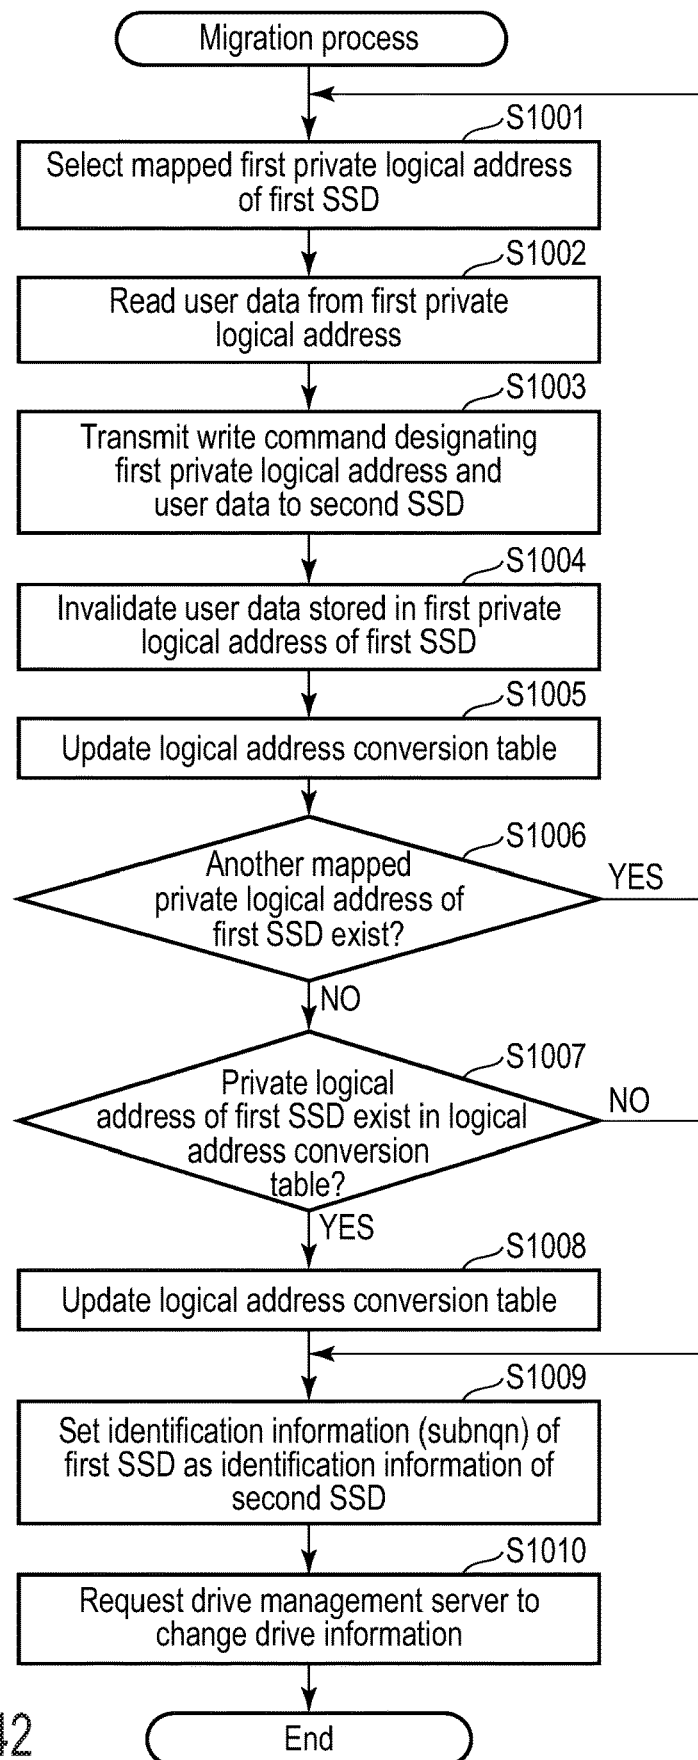 Migration process
S1001
Select mapped first private logical address
of first SSD
S1002
Read user data from first private
logical address
S1003
Transmit write command designating
first private logical address and
user data to second SSD
S1004
Invalidate user data stored in first private
logical address of first SSD
S1005
Update logical address conversion table
S1006
Another mapped
private logical address of
first SSD exist?
YES
NO
S1007
Private logical
address of first SSD exist in logical
address conversion
table?
NO
YES
S1008
Update logical address conversion table
S1009
Set identification information (subnqn) of
first SSD as identification information of
second SSD
S1010
Request drive management server to
change drive information
End